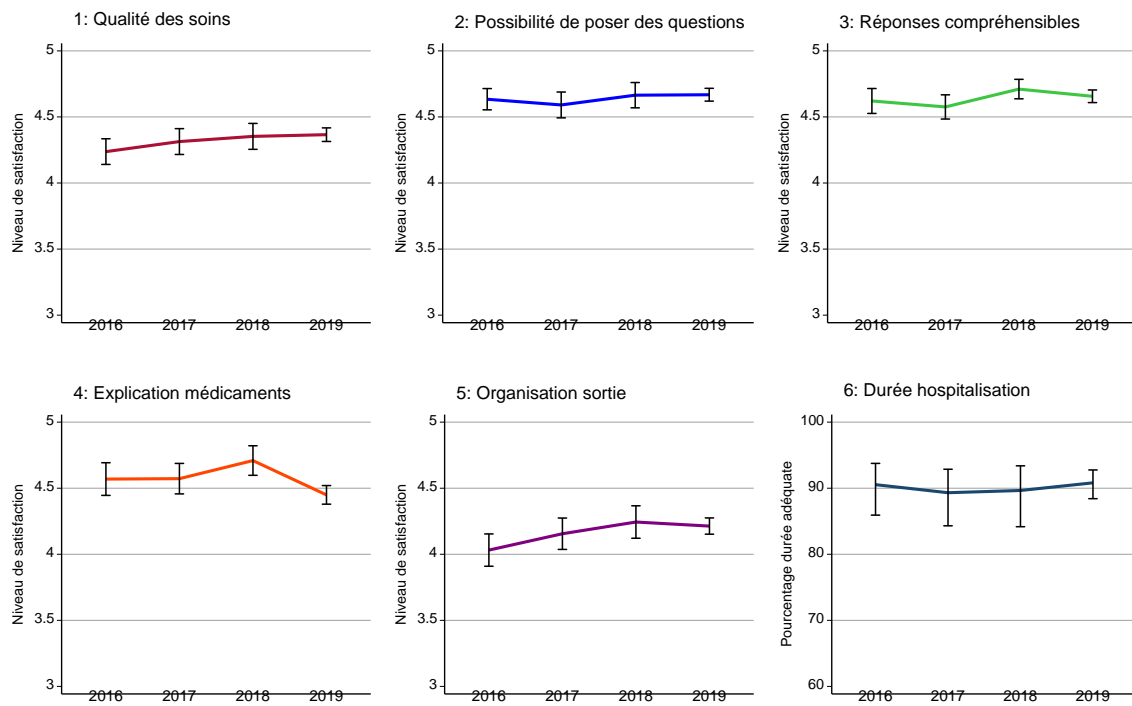 1: Qualité des soins
Niveau de satisfaction
5
4.5
4
3.5
3
2016 2017 2018 2019
2: Possibilité de poser des questions
Niveau de satisfaction
5
4.5
4
3.5
3
2016 2017 2018 2019
3: Réponses compréhensibles
Niveau de satisfaction
5
4.5
4
3.5
3
2016 2017 2018 2019
4: Explication médicaments
Niveau de satisfaction
5
4.5
4
3.5
3
2016 2017 2018 2019
5: Organisation sortie
Niveau de satisfaction
5
4.5
4
3.5
3
2016 2017 2018 2019
6: Durée hospitalisation
Pourcentage durée adéquate
100
90
80
70
60
2016 2017 2018 2019